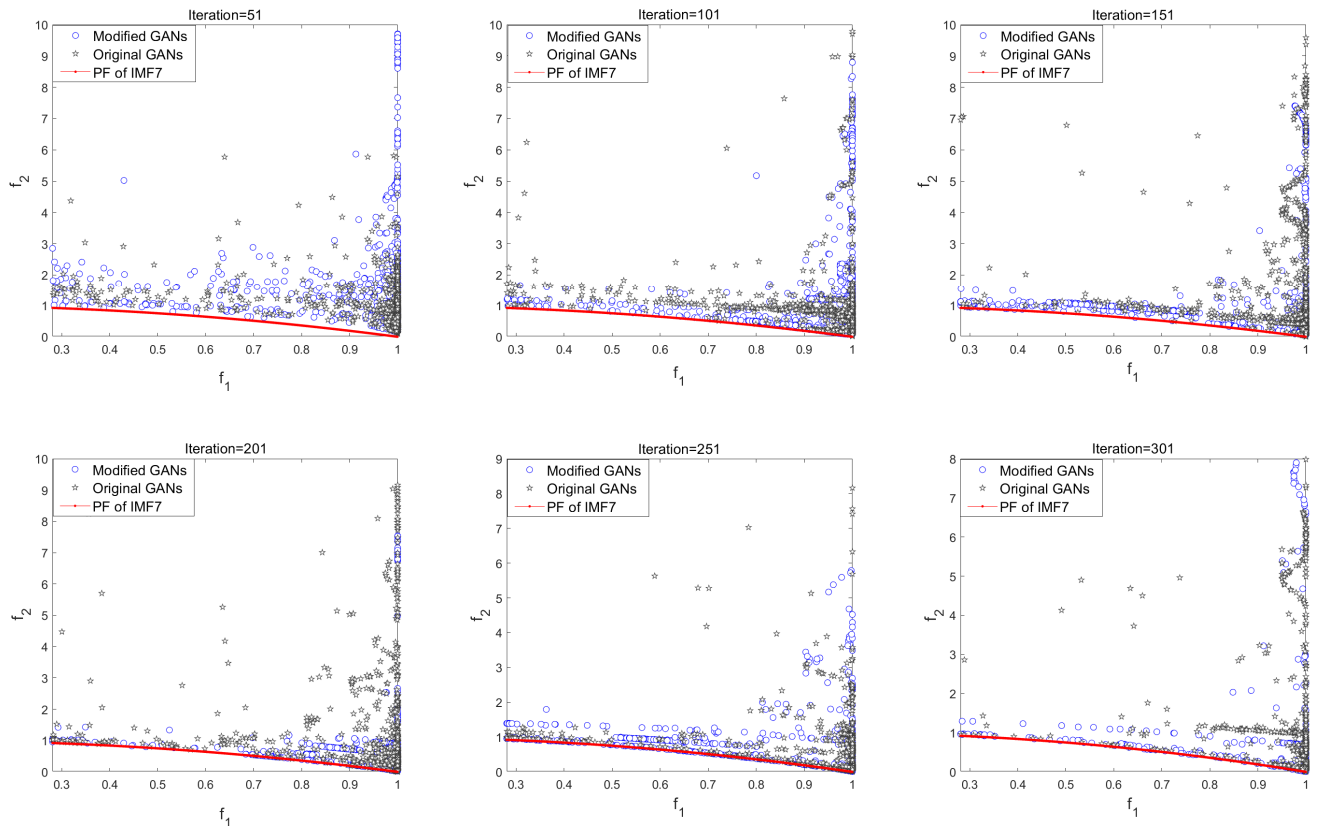 Iteration=51
Modified GANs
Original GANs
PF of IMF7
10
9
8
7
6
5
4
3
2
1
0
f2
0.3 0.4 0.5 0.6 0.7 0.8 0.9 1
f1
Iteration=101
Modified GANs
Original GANs
PF of IMF7
10
9
8
7
6
5
4
3
2
1
0
f2
0.3 0.4 0.5 0.6 0.7 0.8 0.9 1
f1
Iteration=151
Modified GANs
Original GANs
PF of IMF7
10
9
8
7
6
5
4
3
2
1
0
f2
0.3 0.4 0.5 0.6 0.7 0.8 0.9 1
f1
Iteration=201
Modified GANs
Original GANs
PF of IMF7
10
9
8
7
6
5
4
3
2
1
0
f2
0.3 0.4 0.5 0.6 0.7 0.8 0.9 1
f1
Iteration=251
Modified GANs
Original GANs
PF of IMF7
9
8
7
6
5
4
3
2
1
0
f2
0.3 0.4 0.5 0.6 0.7 0.8 0.9 1
f1
Iteration=301
Modified GANs
Original GANs
PF of IMF7
8
7
6
5
4
3
2
1
0
f2
0.3 0.4 0.5 0.6 0.7 0.8 0.9 1
f1